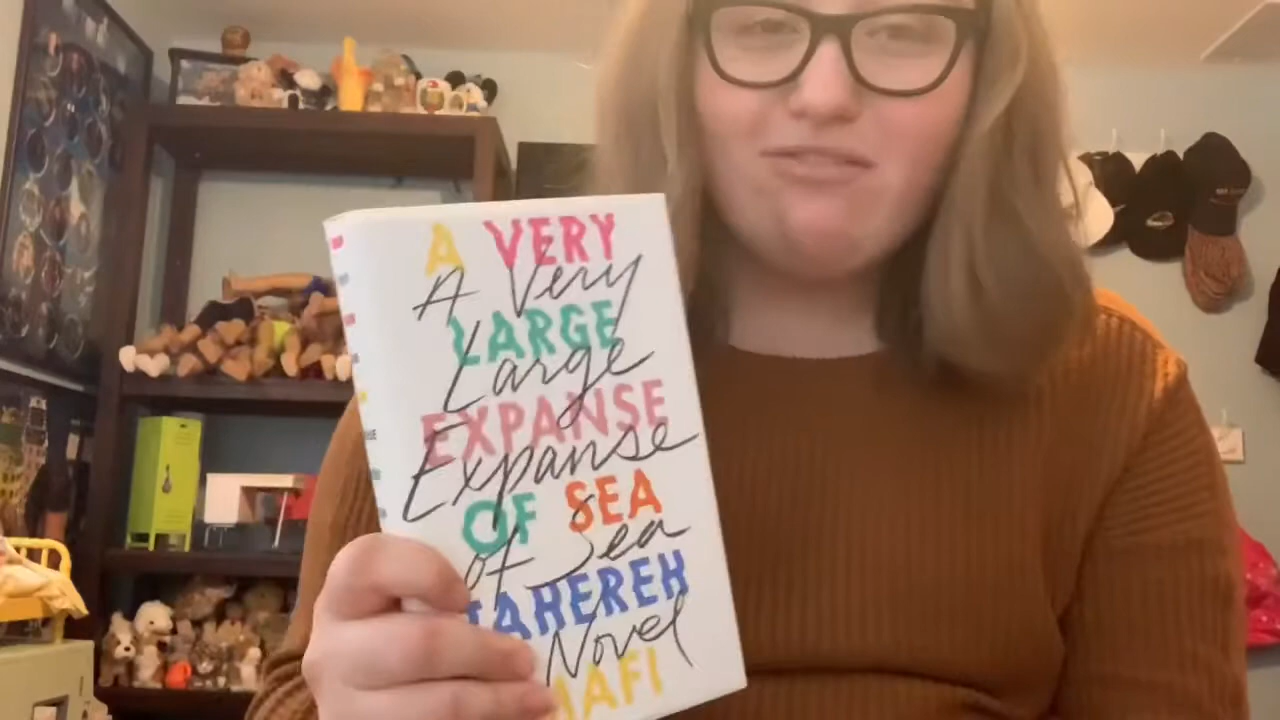 A VERY
A Very
LARGE
Large
EXPANSE
Expanse
OF SEA
of Sea
TAHEREH
Novel
MAFI